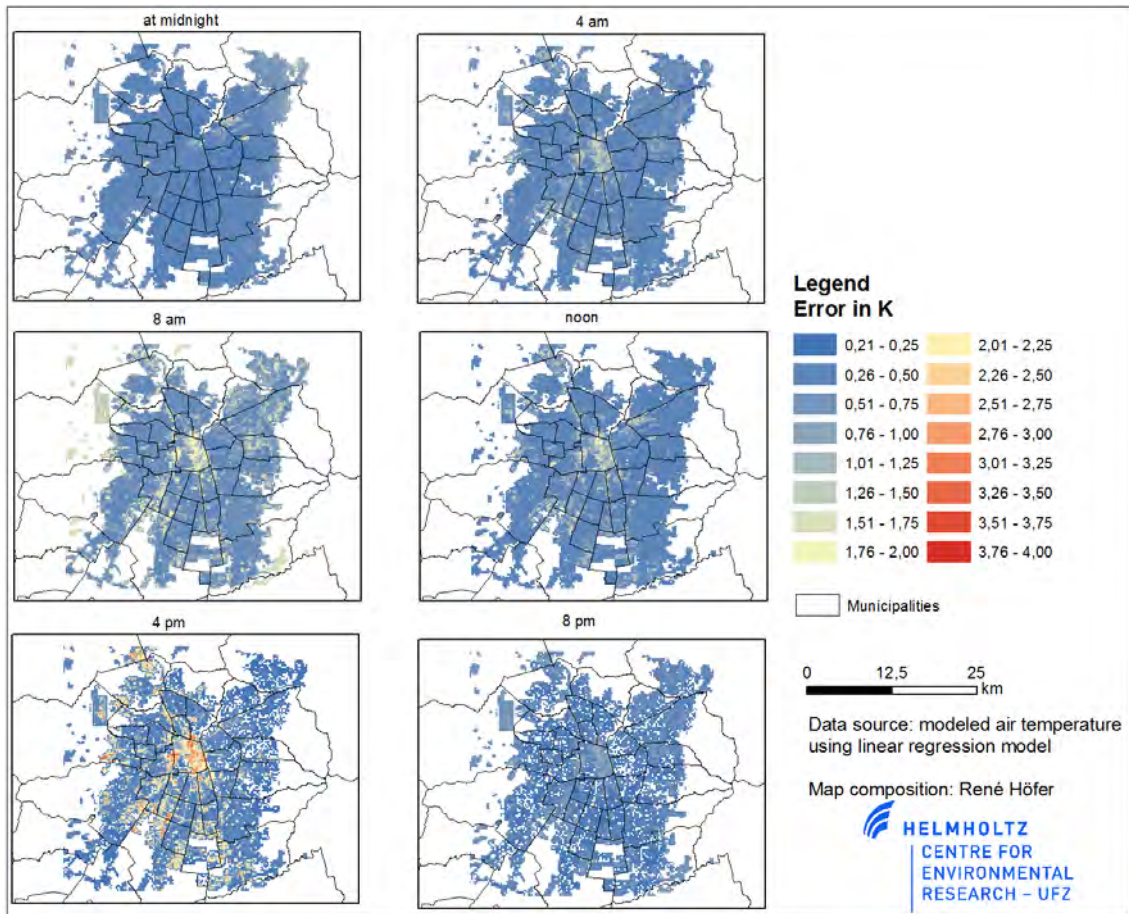 at midnight
4 am
8 am
noon
4 pm
8 pm
Legend
Error in K
0,21 - 0,25
0,26 - 0,50
0,51 - 0,75
0,76 - 1,00
1,01 - 1,25
1,26 - 1,50
1,51 - 1,75
1,76 - 2,00
2,01 - 2,25
2,26 - 2,50
2,51 - 2,75
2,76 - 3,00
3,01 - 3,25
3,26 - 3,50
3,51 - 3,75
3,76 - 4,00
Municipalities
0 12,5 25
km
Data source: modeled air temperature
using linear regression model
Map composition: René Höfer
HELMHOLTZ
CENTRE FOR
ENVIRONMENTAL
RESEARCH – UFZ